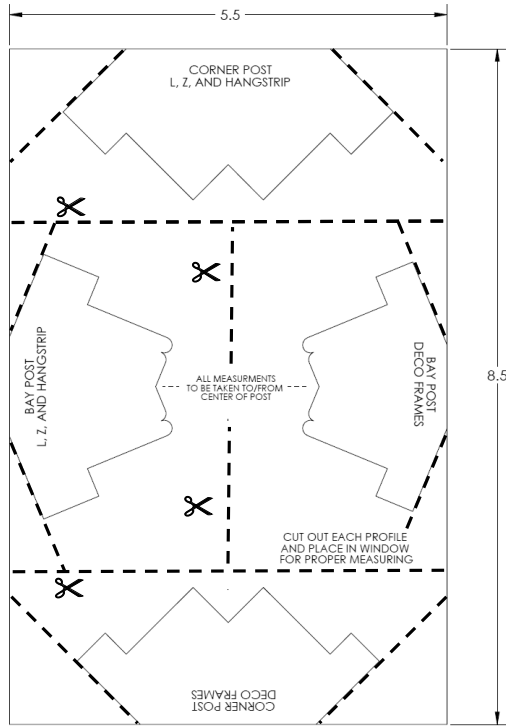 5.5
CORNER POST
L, Z, AND HANGSTRIP
8.5
BAY POST
L, Z, AND HANGSTRIP
ALL MEASURMENTS
TO BE TAKEN TO/FROM
CENTER OF POST
BAY POST
DECO FRAMES
CUT OUT EACH PROFILE
AND PLACE IN WINDOW
FOR PROPER MEASURING
CORNER POST
DECO FRAMES